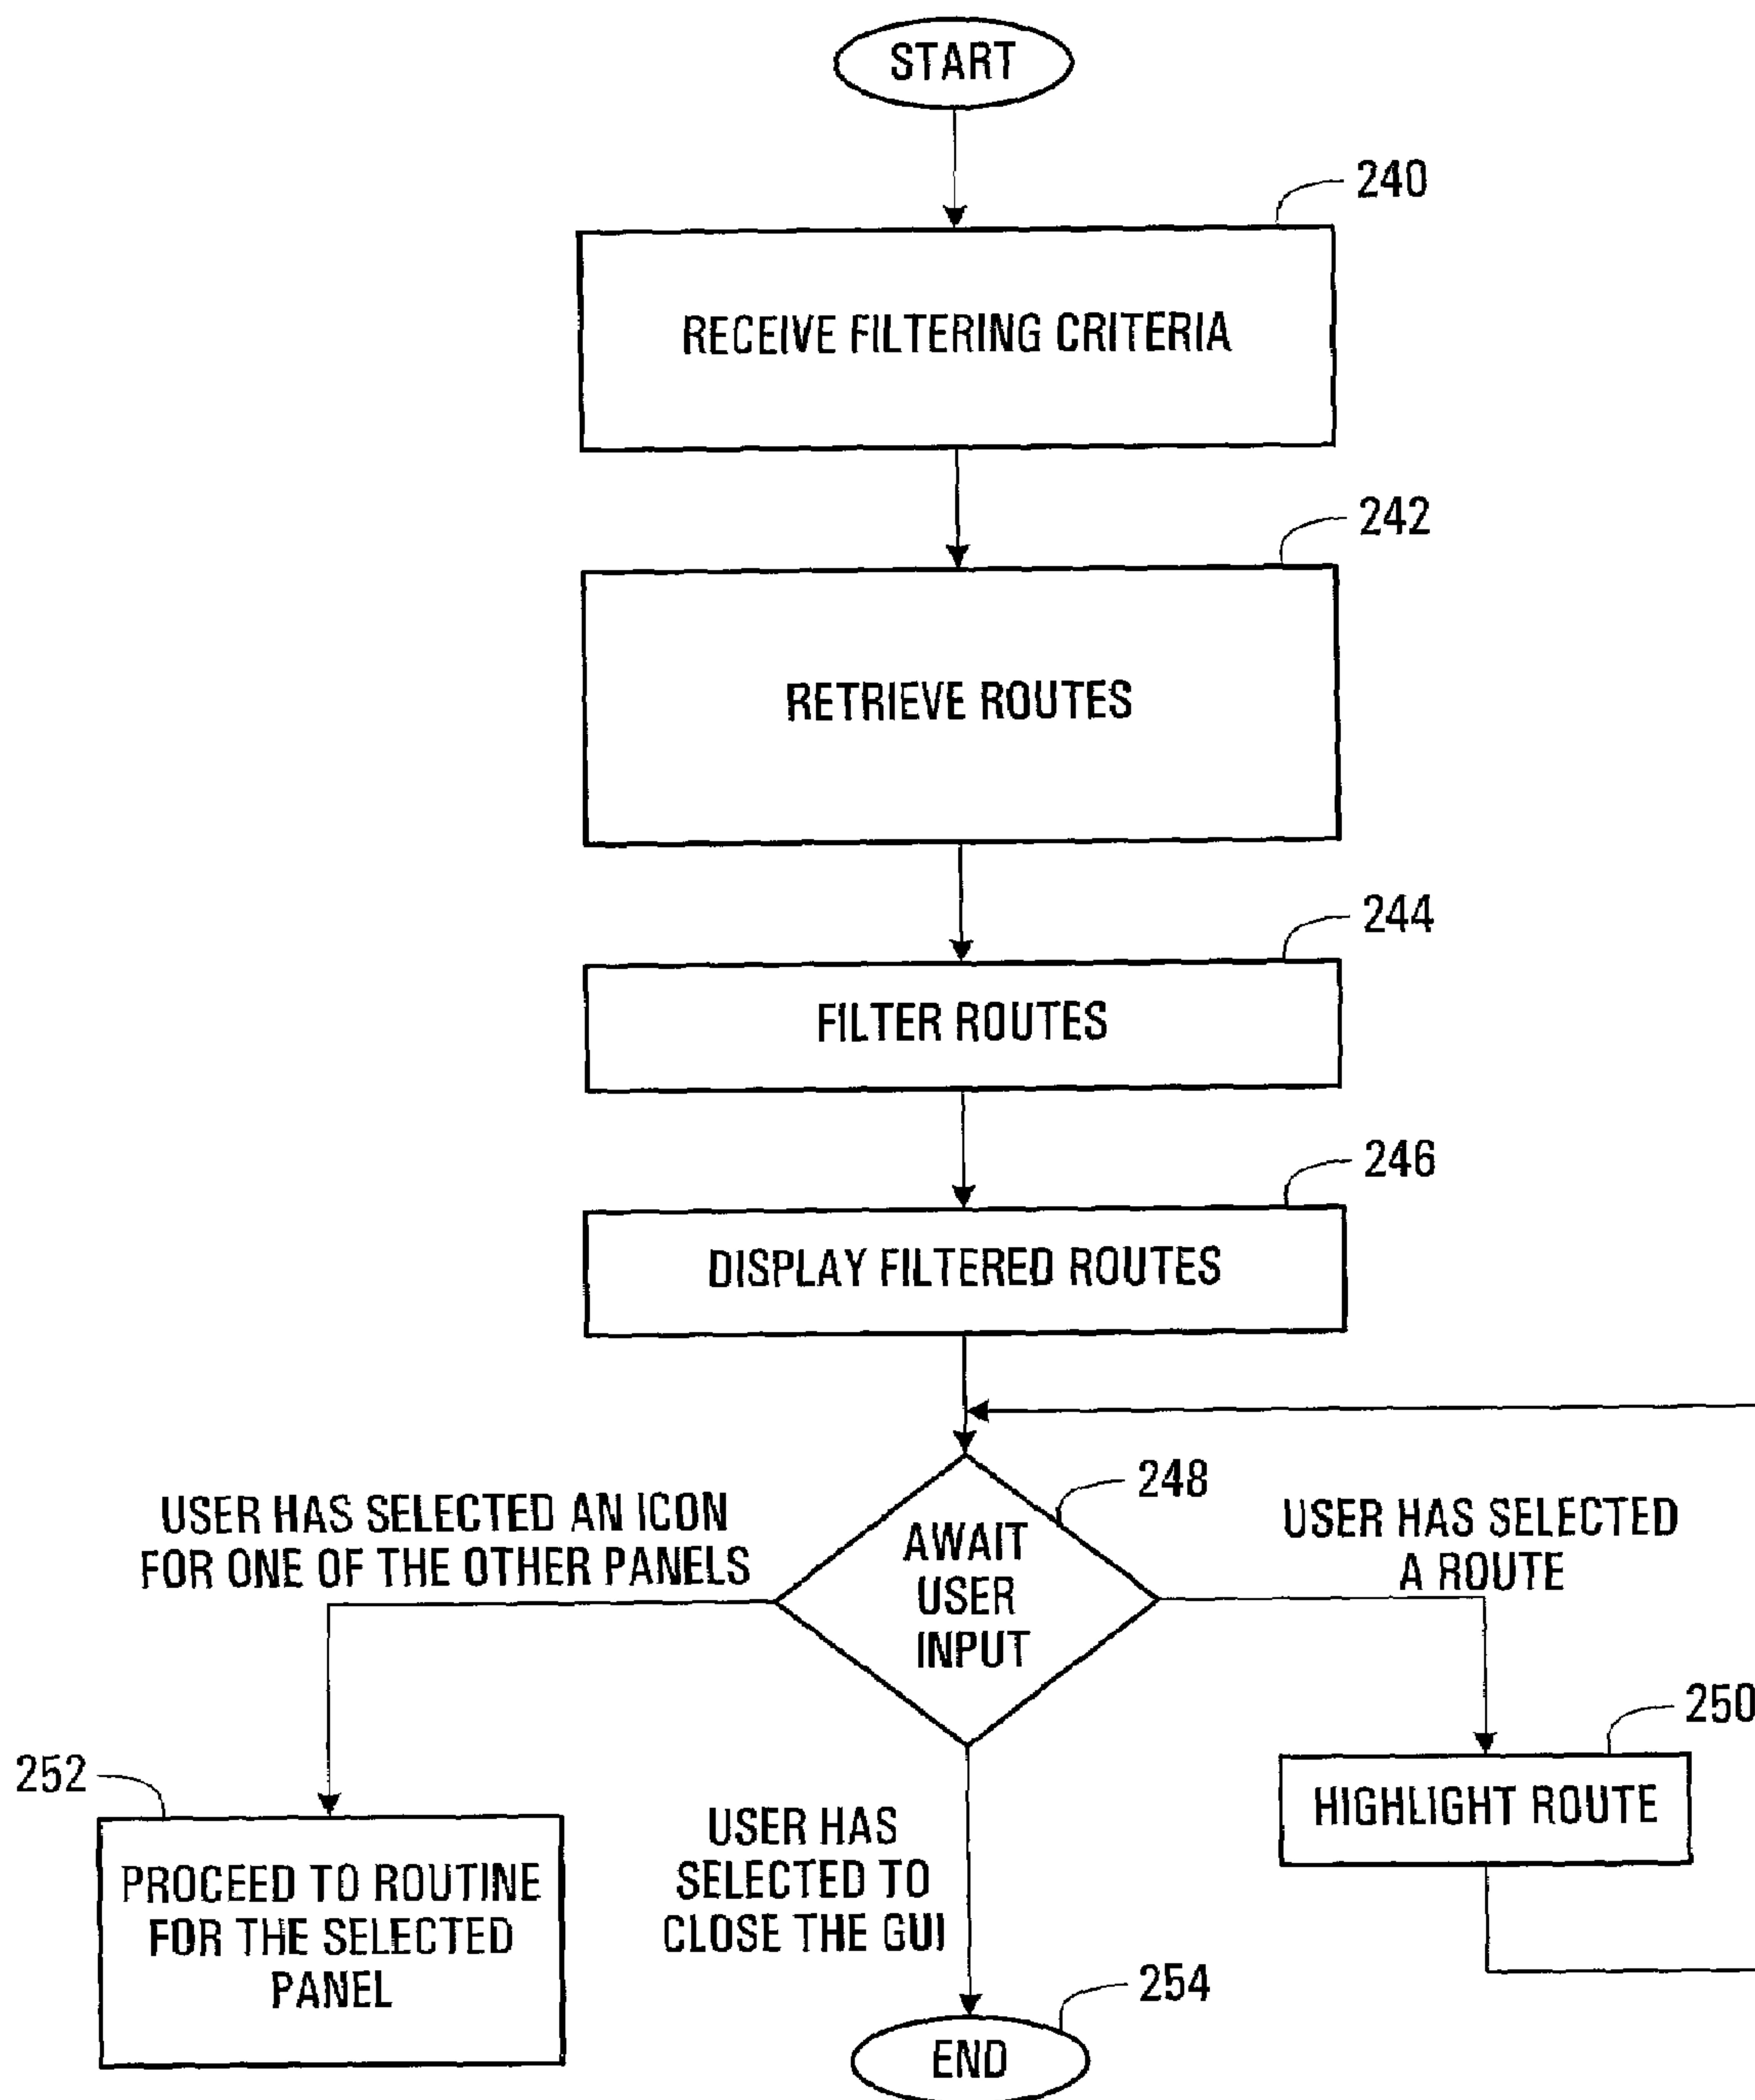 START
240
RECEIVE FILTERING CRITERIA
242
RETRIEVE ROUTES
244
FILTER ROUTES
246
DISPLAY FILTERED ROUTES
248
AWAIT
USER
INPUT
USER HAS SELECTED AN ICON
FOR ONE OF THE OTHER PANELS
USER HAS SELECTED
A ROUTE
250
HIGHLIGHT ROUTE
252
PROCEED TO ROUTINE
FOR THE SELECTED
PANEL
USER HAS
SELECTED TO
CLOSE THE GUI
254
END